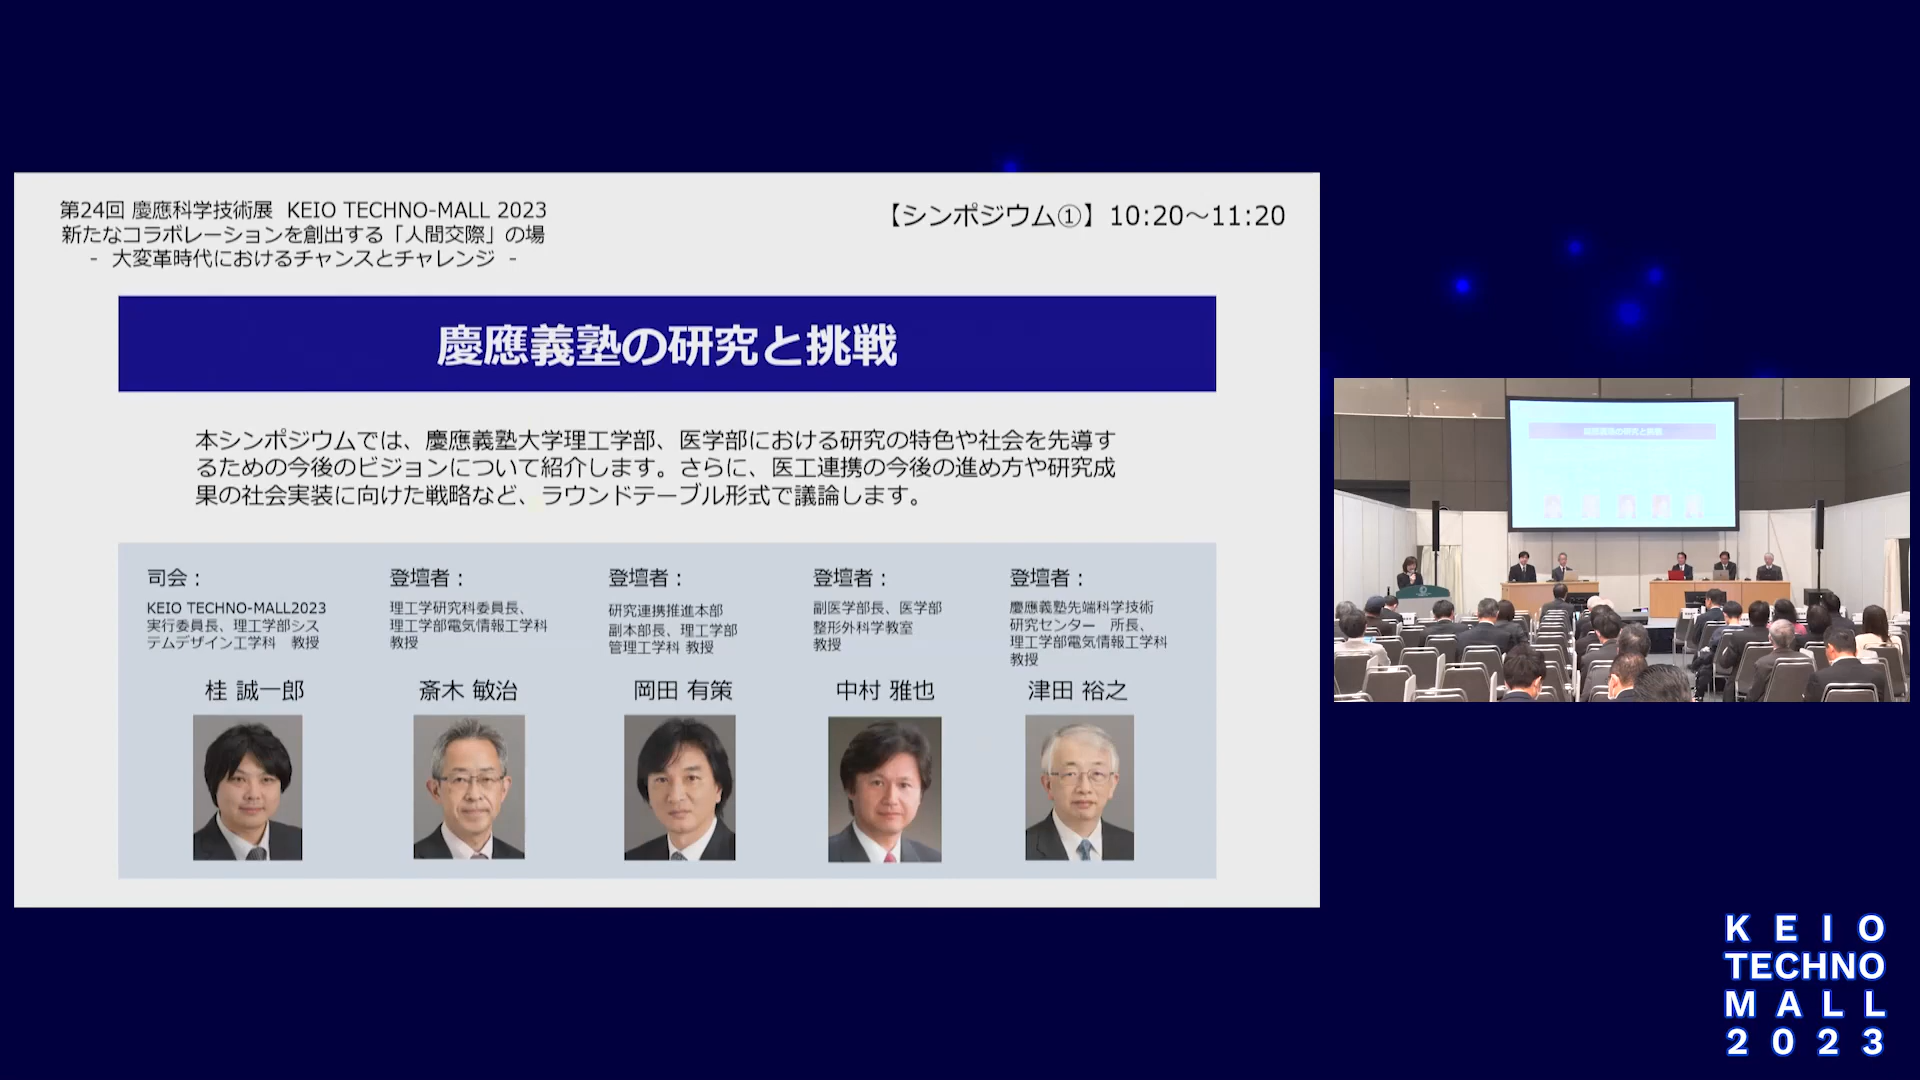 第24回 慶應科学技術展 KEIO TECHNO-MALL 2023
新たなコラボレーションを創出する「人間交際」の場
- 大変革時代におけるチャンスとチャレンジ -
【シンポジウム①】10:20～11:20
慶應義塾の研究と挑戦
本シンポジウムでは、慶應義塾大学理工学部、医学部における研究の特色や社会を先導す
るための今後のビジョンについて紹介します。さらに、医工連携の今後の進め方や研究成
果の社会実装に向けた戦略など、ラウンドテーブル形式で議論します。
司会：
KEIO TECHNO-MALL2023
実行委員長、理工学部シス
テムデザイン工学科　教授
桂 誠一郎
登壇者：
理工学研究科委員長、
理工学部電気情報工学科
教授
斎木 敏治
登壇者：
研究連携推進本部
副本部長、理工学部
管理工学科 教授
岡田 有策
登壇者：
副医学部長、医学部
整形外科学教室
教授
中村 雅也
登壇者：
慶應義塾先端科学技術
研究センター　所長、
理工学部電気情報工学科
教授
津田 裕之
慶應義塾の研究と挑戦
KEIO
TECHNO
MALL
2023